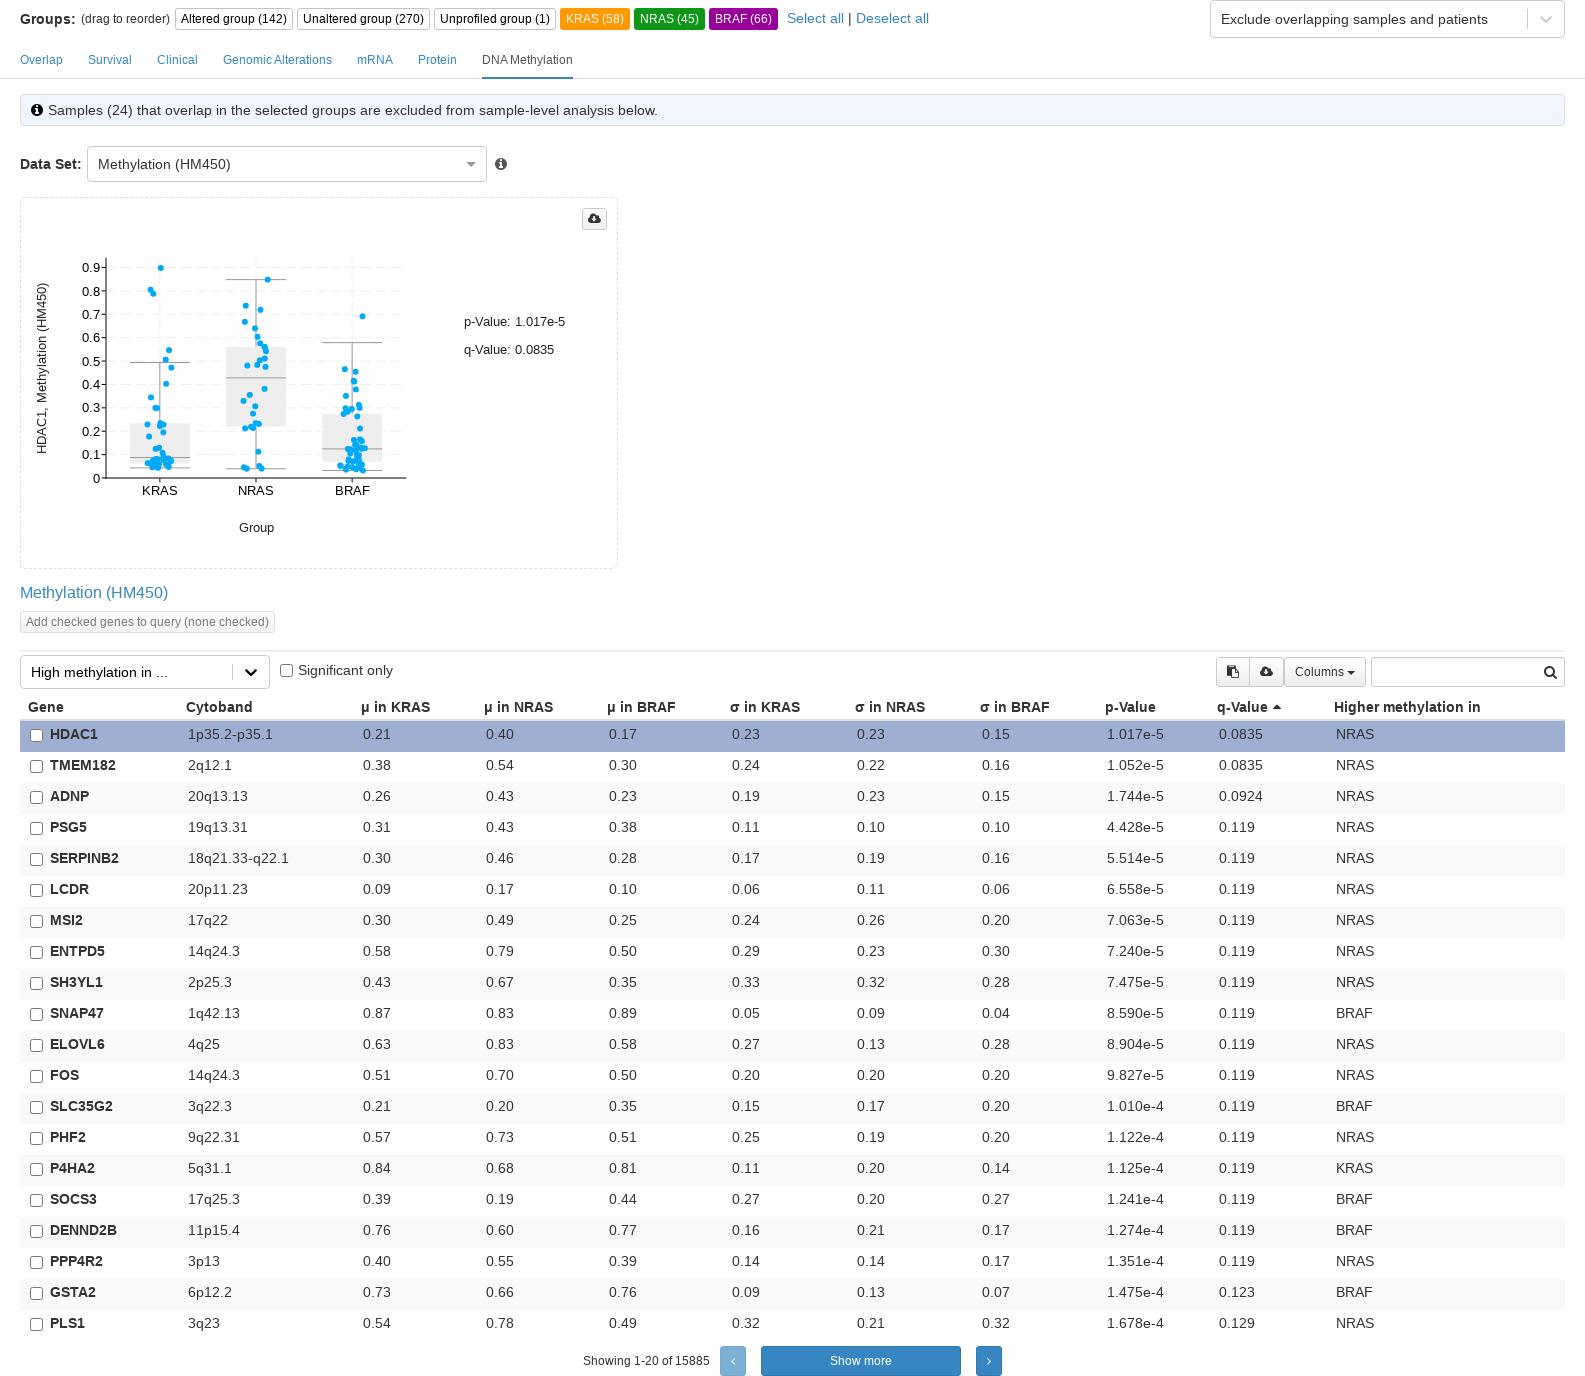 Groups: (drag to reorder) Altered group (142) Unaltered group (270) Unprofiled group (1) KRAS (58) NRAS (45) BRAF (66) Select all | Deselect all Exclude overlapping samples and patients
Overlap Survival Clinical Genomic Alterations mRNA Protein DNA Methylation
Samples (24) that overlap in the selected groups are excluded from sample-level analysis below.
Data Set: Methylation (HM450)
HDAC1, Methylation (HM450)
0.9
0.8
0.7
0.6
0.5
0.4
0.3
0.2
0.1
0
KRAS NRAS BRAF
Group
p-Value: 1.017e-5
q-Value: 0.0835
Methylation (HM450)
Add checked genes to query (none checked)
High methylation in ... Significant only Columns
Gene Cytoband μ in KRAS μ in NRAS μ in BRAF σ in KRAS σ in NRAS σ in BRAF p-Value q-Value Higher methylation in
HDAC1 1p35.2-p35.1 0.21 0.40 0.17 0.23 0.23 0.15 1.017e-5 0.0835 NRAS
TMEM182 2q12.1 0.38 0.54 0.30 0.24 0.22 0.16 1.052e-5 0.0835 NRAS
ADNP 20q13.13 0.26 0.43 0.23 0.19 0.23 0.15 1.744e-5 0.0924 NRAS
PSG5 19q13.31 0.31 0.43 0.38 0.11 0.10 0.10 4.428e-5 0.119 NRAS
SERPINB2 18q21.33-q22.1 0.30 0.46 0.28 0.17 0.19 0.16 5.514e-5 0.119 NRAS
LCDR 20p11.23 0.09 0.17 0.10 0.06 0.11 0.06 6.558e-5 0.119 NRAS
MSI2 17q22 0.30 0.49 0.25 0.24 0.26 0.20 7.063e-5 0.119 NRAS
ENTPD5 14q24.3 0.58 0.79 0.50 0.29 0.23 0.30 7.240e-5 0.119 NRAS
SH3YL1 2p25.3 0.43 0.67 0.35 0.33 0.32 0.28 7.475e-5 0.119 NRAS
SNAP47 1q42.13 0.87 0.83 0.89 0.05 0.09 0.04 8.590e-5 0.119 BRAF
ELOVL6 4q25 0.63 0.83 0.58 0.27 0.13 0.28 8.904e-5 0.119 NRAS
FOS 14q24.3 0.51 0.70 0.50 0.20 0.20 0.20 9.827e-5 0.119 NRAS
SLC35G2 3q22.3 0.21 0.20 0.35 0.15 0.17 0.20 1.010e-4 0.119 BRAF
PHF2 9q22.31 0.57 0.73 0.51 0.25 0.19 0.20 1.122e-4 0.119 NRAS
P4HA2 5q31.1 0.84 0.68 0.81 0.11 0.20 0.14 1.125e-4 0.119 KRAS
SOCS3 17q25.3 0.39 0.19 0.44 0.27 0.20 0.27 1.241e-4 0.119 BRAF
DENND2B 11p15.4 0.76 0.60 0.77 0.16 0.21 0.17 1.274e-4 0.119 BRAF
PPP4R2 3p13 0.40 0.55 0.39 0.14 0.14 0.17 1.351e-4 0.119 NRAS
GSTA2 6p12.2 0.73 0.66 0.76 0.09 0.13 0.07 1.475e-4 0.123 BRAF
PLS1 3q23 0.54 0.78 0.49 0.32 0.21 0.32 1.678e-4 0.129 NRAS
Showing 1-20 of 15885 ‹ Show more ›